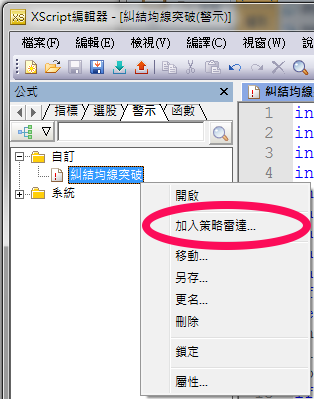 XS XScript編輯器 - [糾結均線突破(警示)]
檔案(F) 編輯(E) 檢視(V) 編譯(C) 視窗(W) 說
公式
指標 選股 警示 函數
糾結均線
自訂
糾結均線突破
系統
1 in
2 in
3 in
4 in
開啟
加入策略雷達...
移動...
另存...
更名...
刪除
鎖定
屬性...